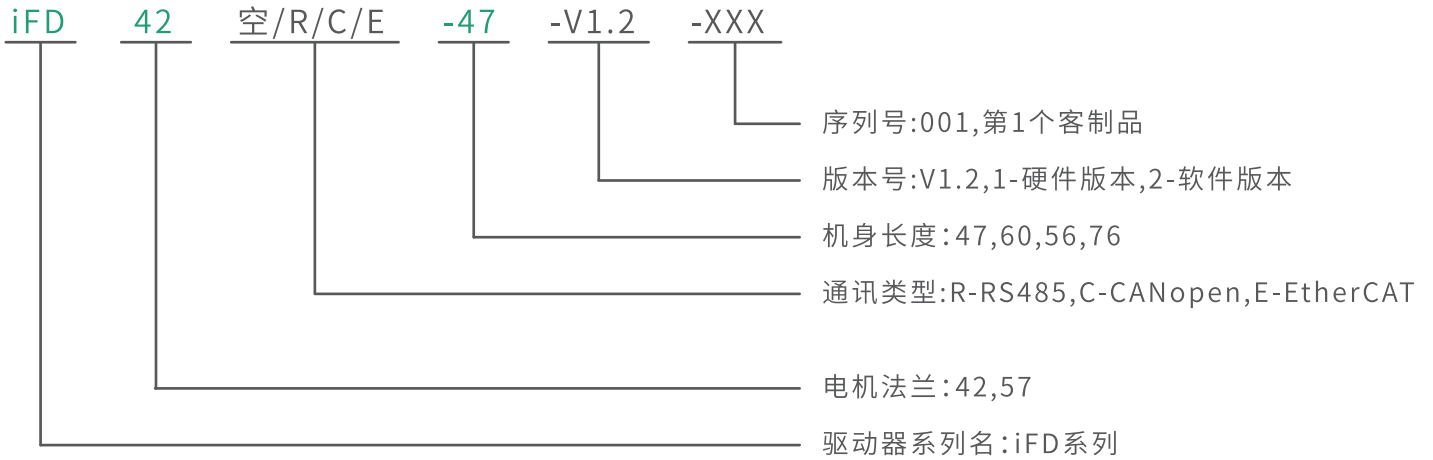 iFD 42 空/R/C/E -47 -V1.2 -XXX
序列号:001,第1个客制品
版本号:V1.2,1-硬件版本,2-软件版本
机身长度:47,60,56,76
通讯类型:R-RS485,C-CANopen,E-EtherCAT
电机法兰:42,57
驱动器系列名:iFD系列